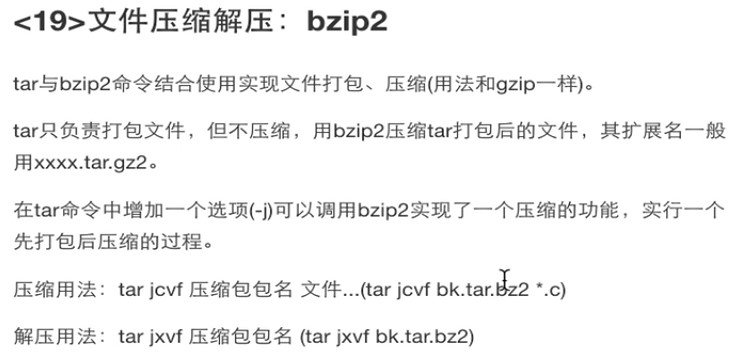 <19>文件压缩解压：bzip2
tar与bzip2命令结合使用实现文件打包、压缩(用法和gzip一样)。
tar只负责打包文件，但不压缩，用bzip2压缩tar打包后的文件，其扩展名一般
用xxxx.tar.gz2。
在tar命令中增加一个选项(-j)可以调用bzip2实现了一个压缩的功能，实行一个
先打包后压缩的过程。
压缩用法：tar jcvf 压缩包包名 文件...(tar jcvf bk.tar.bz2 *.c)
解压用法：tar jxvf 压缩包包名 (tar jxvf bk.tar.bz2)